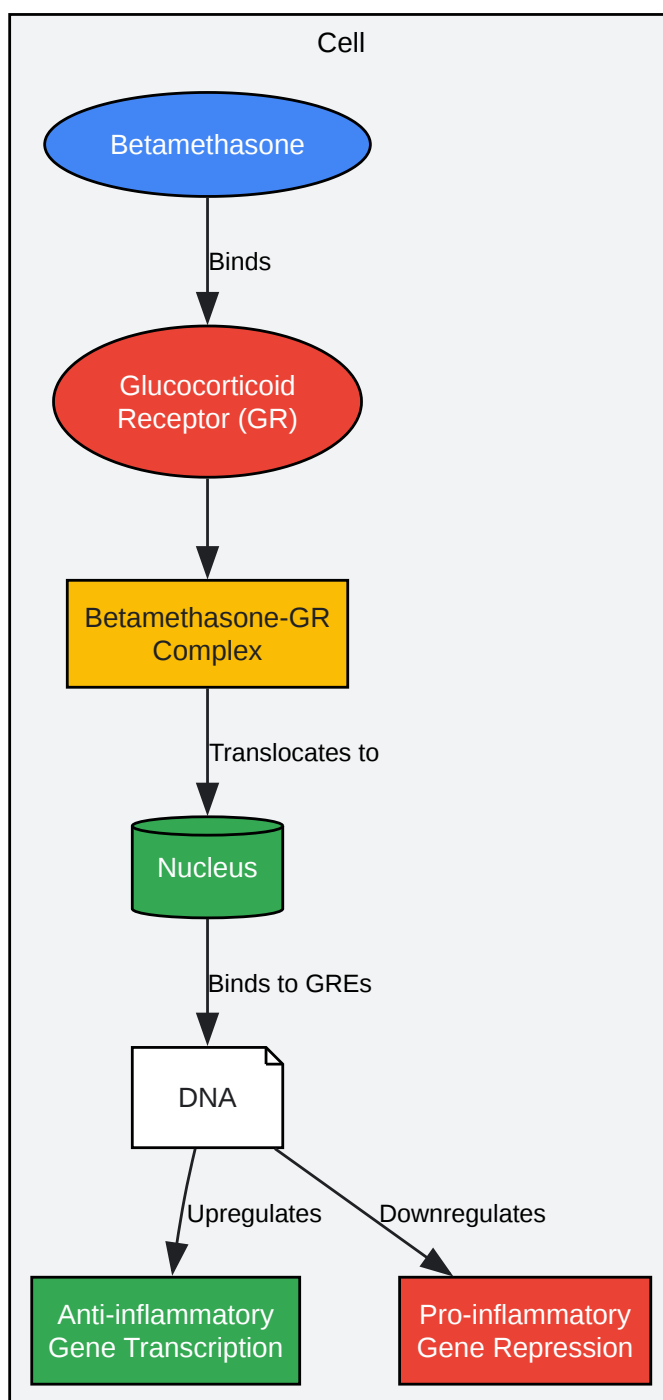 Cell
Betamethasone
Binds
Glucocorticoid
Receptor (GR)
Betamethasone-GR
Complex
Translocates to
Nucleus
Binds to GREs
DNA
Upregulates
Downregulates
Anti-inflammatory
Gene Transcription
Pro-inflammatory
Gene Repression